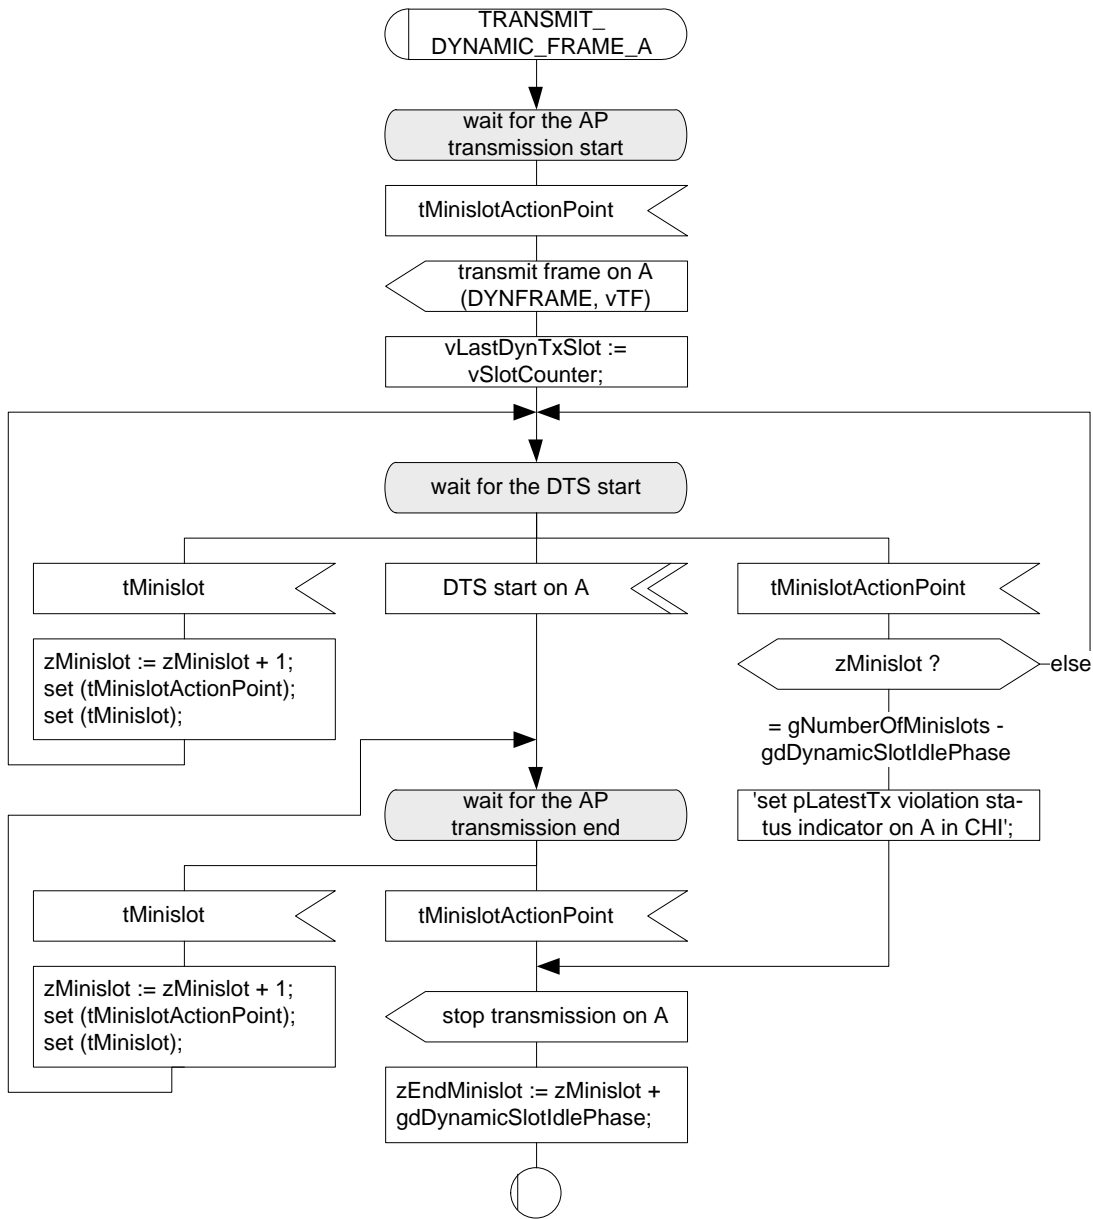 TRANSMIT_
DYNAMIC_FRAME_A
wait for the AP
transmission start
tMinislotActionPoint
transmit frame on A
(DYNFRAME, vTF)
vLastDynTxSlot :=
vSlotCounter;
wait for the DTS start
tMinislot
DTS start on A
tMinislotActionPoint
zMinislot := zMinislot + 1;
set (tMinislotActionPoint);
set (tMinislot);
zMinislot ?
else
= gNumberOfMinislots -
gdDynamicSlotIdlePhase
'set pLatestTx violation sta-
tus indicator on A in CHI';
wait for the AP
transmission end
tMinislot
tMinislotActionPoint
zMinislot := zMinislot + 1;
set (tMinislotActionPoint);
set (tMinislot);
stop transmission on A
zEndMinislot := zMinislot +
gdDynamicSlotIdlePhase;